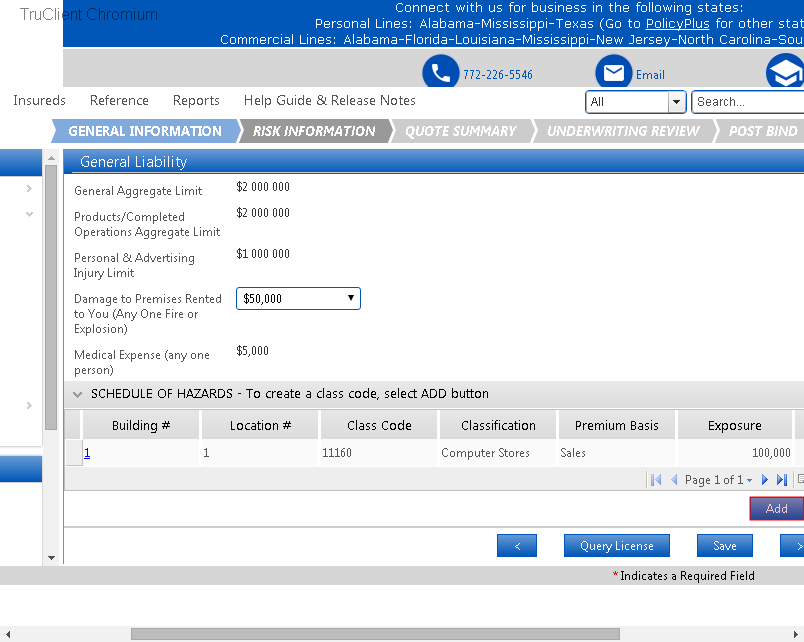 TruClient Chromium
Connect with us for business in the following states:
Personal Lines: Alabama-Mississippi-Texas (Go to PolicyPlus for other stat
Commercial Lines: Alabama-Florida-Louisiana-Mississippi-New Jersey-North Carolina-Sou
772-226-5546 Email
Insureds Reference Reports Help Guide & Release Notes All Search...
GENERAL INFORMATION RISK INFORMATION QUOTE SUMMARY UNDERWRITING REVIEW POST BIND
General Liability
General Aggregate Limit $2 000 000
Products/Completed $2 000 000
Operations Aggregate Limit
Personal & Advertising $1 000 000
Injury Limit
Damage to Premises Rented $50,000
to You (Any One Fire or
Explosion)
Medical Expense (any one $5,000
person)
SCHEDULE OF HAZARDS - To create a class code, select ADD button
Building # Location # Class Code Classification Premium Basis Exposure
1 1 11160 Computer Stores Sales 100,000
Page 1 of 1
Add
< Query License Save >
* Indicates a Required Field